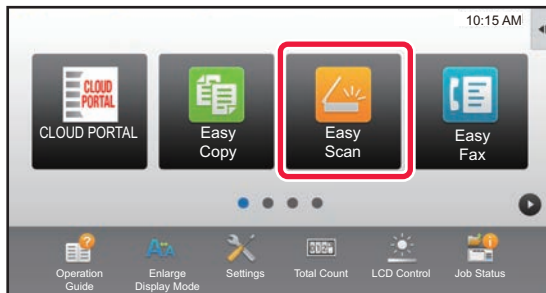 10:15 AM
CLOUD
PORTAL
CLOUD PORTAL
Easy
Copy
Easy
Scan
Easy
Fax
Operation
Guide
Enlarge
Display Mode
Settings
Total Count
LCD Control
Job Status